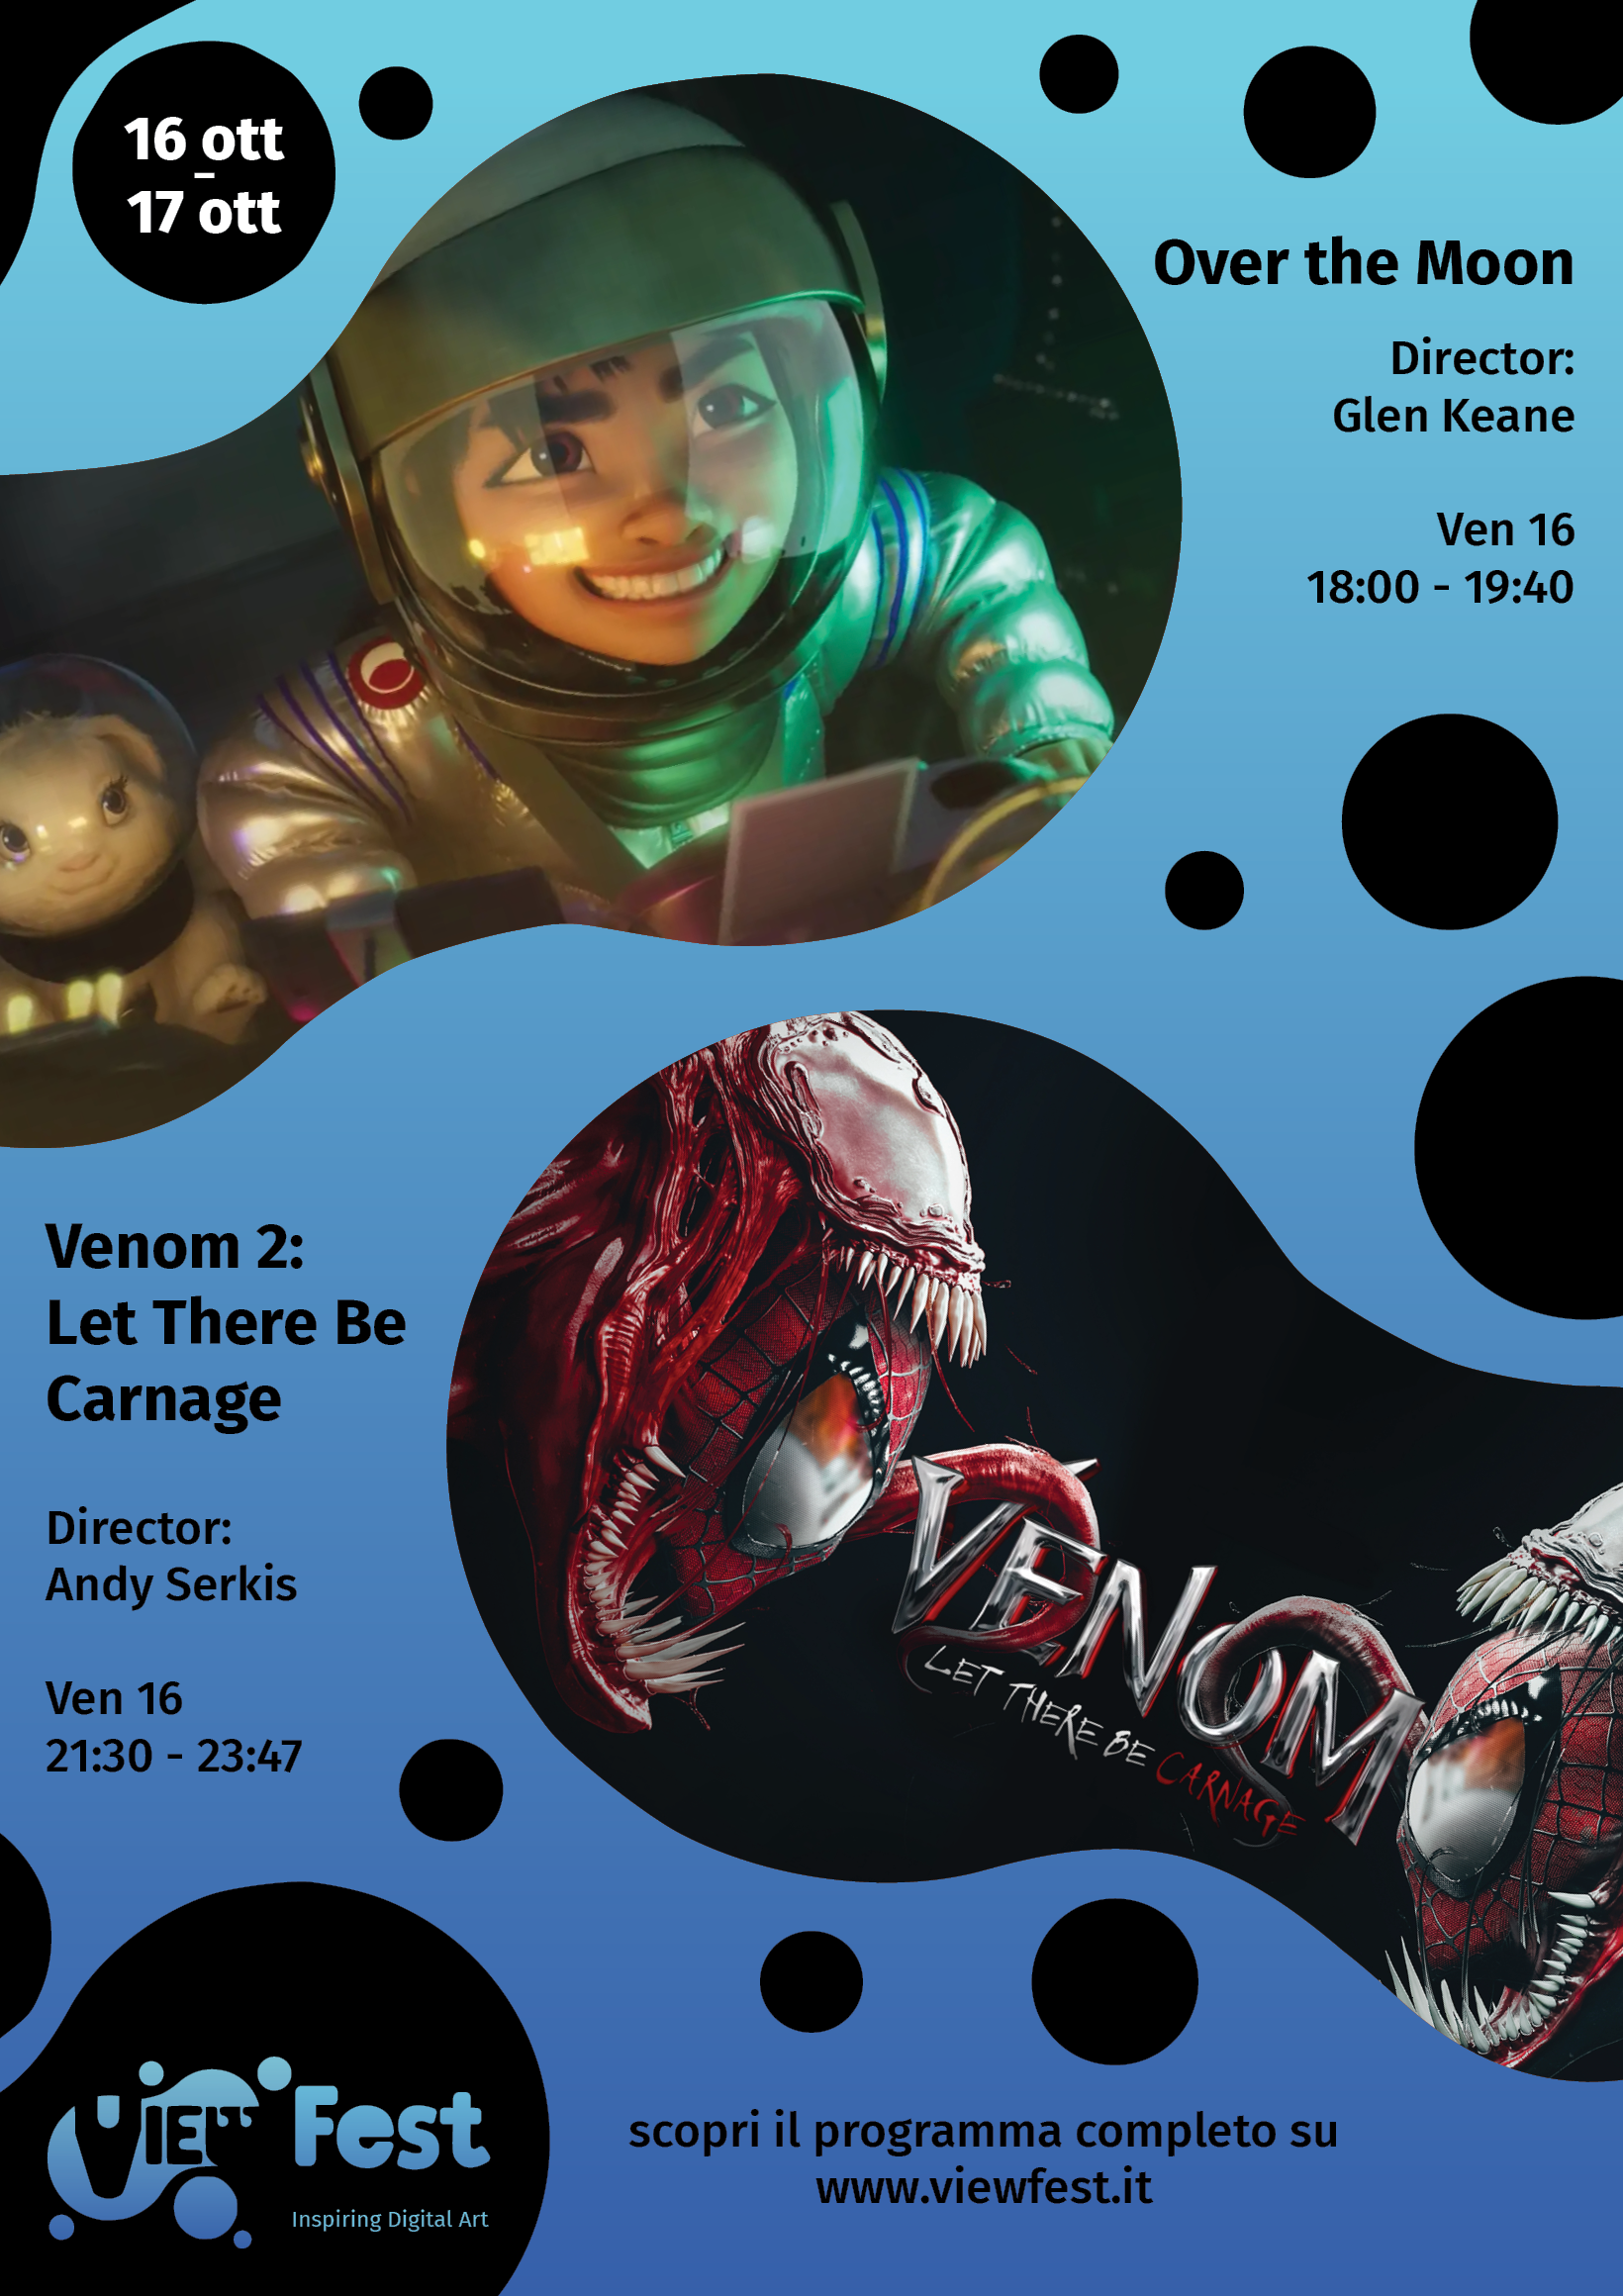 16 ott
–
17 ott
Over the Moon
Director:
Glen Keane
Ven 16
18:00 - 19:40
Venom 2:
Let There Be
Carnage
Director:
Andy Serkis
Ven 16
21:30 - 23:47
VENOM
LET THERE BE CARNAGE
View Fest
Inspiring Digital Art
scopri il programma completo su
www.viewfest.it